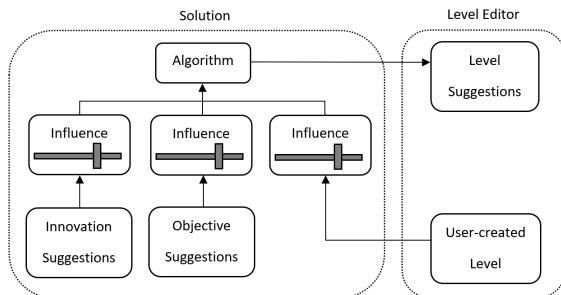 Solution
Level Editor
Algorithm
Level
Suggestions
Influence
Influence
Influence
Innovation
Suggestions
Objective
Suggestions
User-created
Level